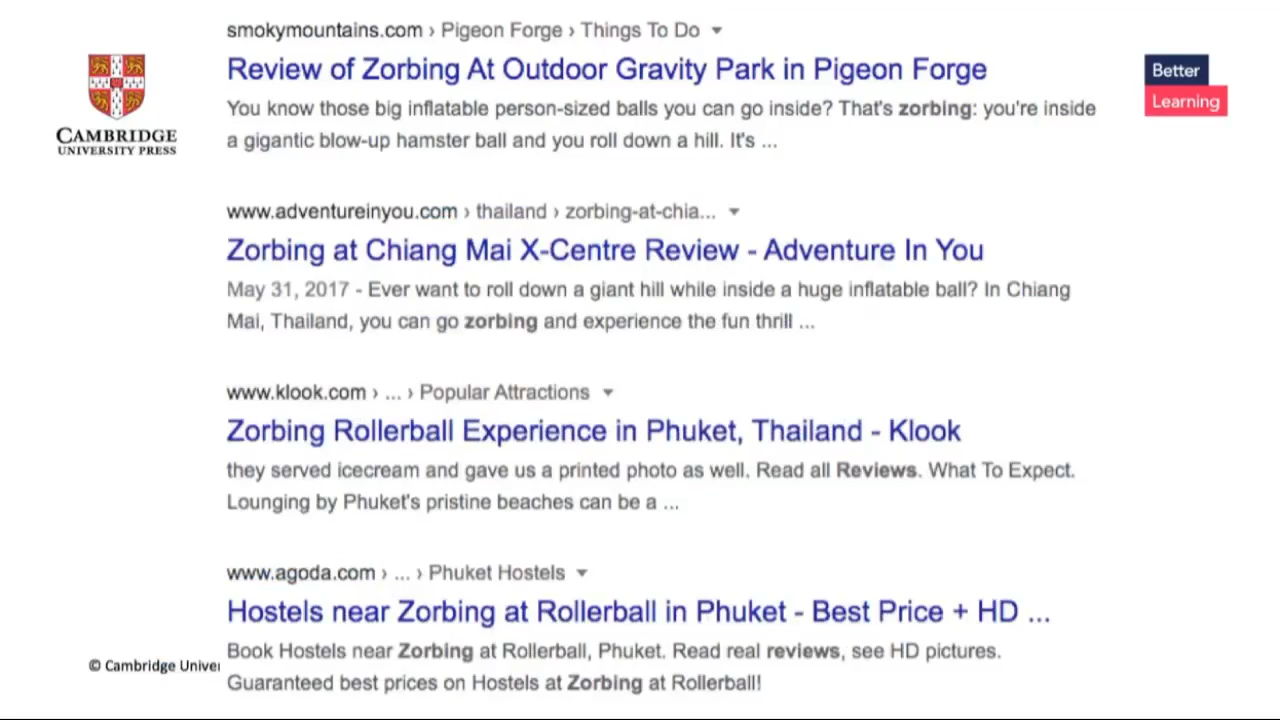 smokymountains.com › Pigeon Forge › Things To Do
Review of Zorbing At Outdoor Gravity Park in Pigeon Forge
You know those big inflatable person-sized balls you can go inside? That's zorbing: you're inside
a gigantic blow-up hamster ball and you roll down a hill. It's ...
CAMBRIDGE
UNIVERSITY PRESS
Better
Learning
www.adventureinyou.com › thailand › zorbing-at-chia...
Zorbing at Chiang Mai X-Centre Review - Adventure In You
May 31, 2017 - Ever want to roll down a giant hill while inside a huge inflatable ball? In Chiang
Mai, Thailand, you can go zorbing and experience the fun thrill ...
www.klook.com › ... › Popular Attractions
Zorbing Rollerball Experience in Phuket, Thailand - Klook
they served icecream and gave us a printed photo as well. Read all Reviews. What To Expect.
Lounging by Phuket's pristine beaches can be a ...
www.agoda.com › ... › Phuket Hostels
Hostels near Zorbing at Rollerball in Phuket - Best Price + HD ...
Book Hostels near Zorbing at Rollerball, Phuket. Read real reviews, see HD pictures.
Guaranteed best prices on Hostels at Zorbing at Rollerball!
© Cambridge Univer